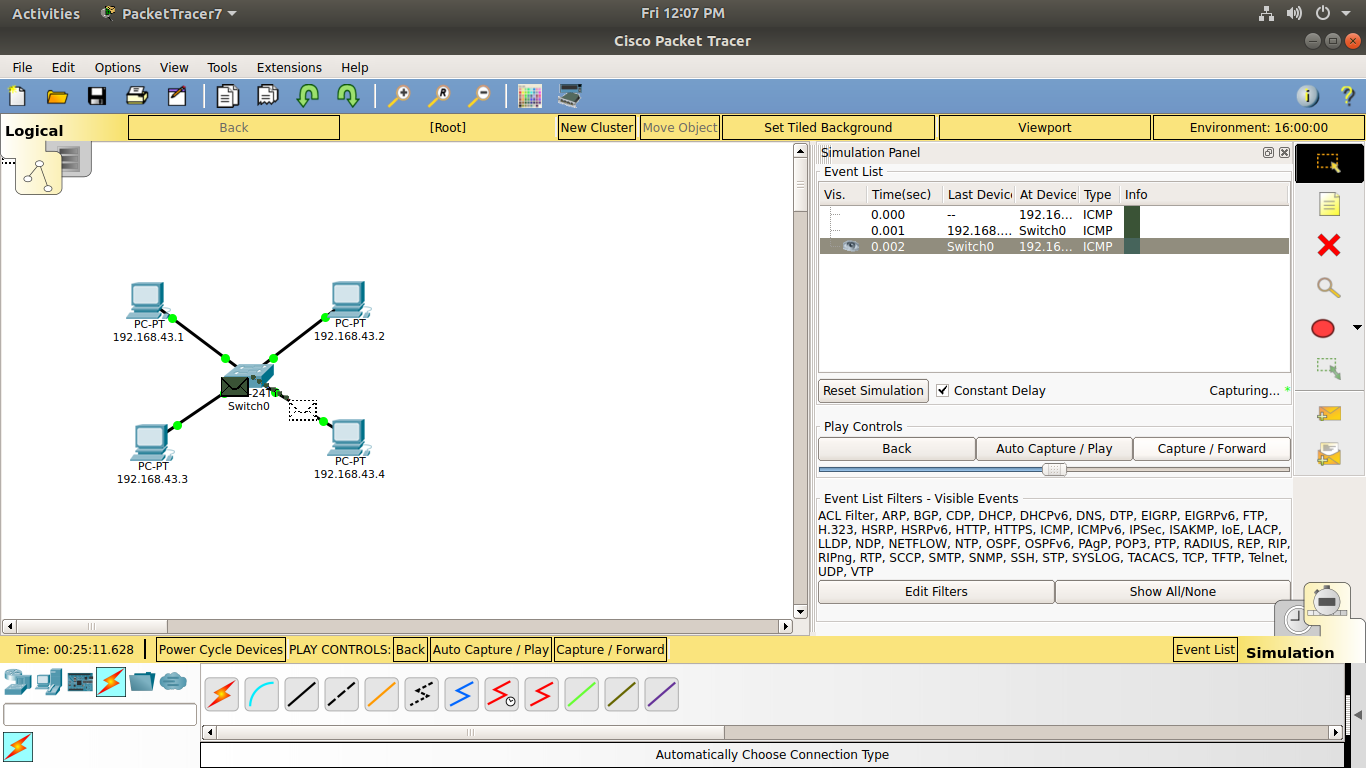 Activities PacketTracer7 Fri 12:07 PM
Cisco Packet Tracer
File Edit Options View Tools Extensions Help
Logical Back [Root] New Cluster Move Object Set Tiled Background Viewport Environment: 16:00:00
PC-PT
192.168.43.1
PC-PT
192.168.43.2
Switch0
PC-PT
192.168.43.3
PC-PT
192.168.43.4
Simulation Panel
Event List
Vis. Time(sec) Last Device At Device Type Info
0.000 -- 192.16... ICMP
0.001 192.168.... Switch0 ICMP
0.002 Switch0 192.16... ICMP
Reset Simulation Constant Delay Capturing... *
Play Controls
Back Auto Capture / Play Capture / Forward
Event List Filters - Visible Events
ACL Filter, ARP, BGP, CDP, DHCP, DHCPv6, DNS, DTP, EIGRP, EIGRPv6, FTP,
H.323, HSRP, HSRPv6, HTTP, HTTPS, ICMP, ICMPv6, IPSec, ISAKMP, IoE, LACP,
LLDP, NDP, NETFLOW, NTP, OSPF, OSPFv6, PAgP, POP3, PTP, RADIUS, REP, RIP,
RIPng, RTP, SCCP, SMTP, SNMP, SSH, STP, SYSLOG, TACACS, TCP, TFTP, Telnet,
UDP, VTP
Edit Filters Show All/None
Time: 00:25:11.628 Power Cycle Devices PLAY CONTROLS: Back Auto Capture / Play Capture / Forward Event List Simulation
Automatically Choose Connection Type